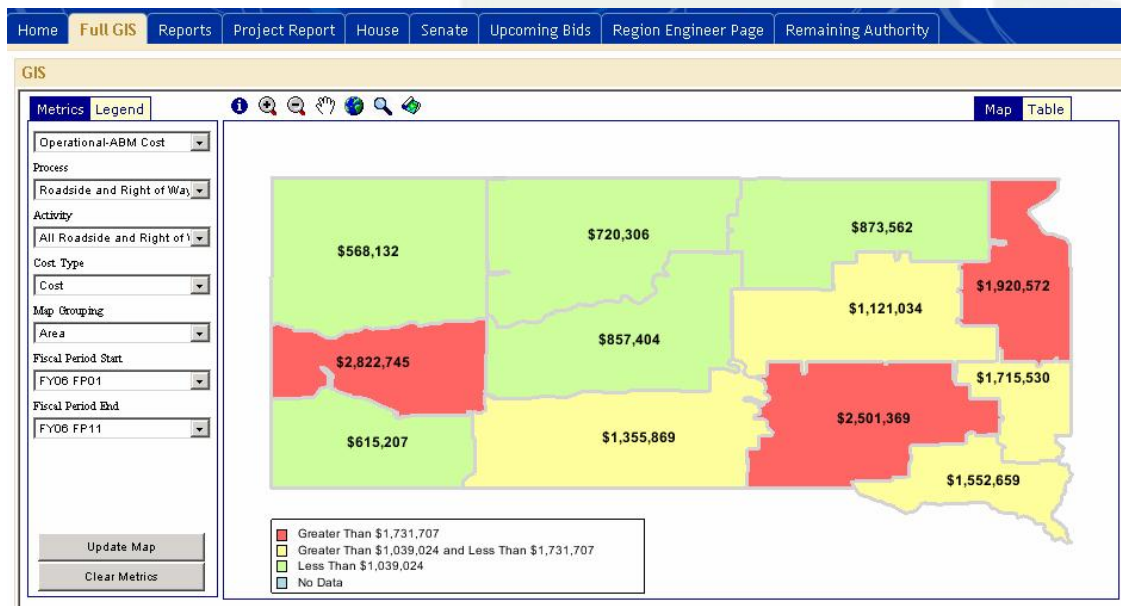 Home Full GIS Reports Project Report House Senate Upcoming Bids Region Engineer Page Remaining Authority
GIS
Metrics Legend
Map Table
Operational-ABM Cost
Process
Roadside and Right of Way
Activity
All Roadside and Right of
Cost Type
Cost
Map Grouping
Area
Fiscal Period Start
FY06 FP01
Fiscal Period End
FY06 FP11
Update Map
Clear Metrics
$568,132
$720,306
$873,562
$1,920,572
$1,121,034
$857,404
$2,822,745
$1,715,530
$2,501,369
$1,355,869
$615,207
$1,552,659
Greater Than $1,731,707
Greater Than $1,039,024 and Less Than $1,731,707
Less Than $1,039,024
No Data